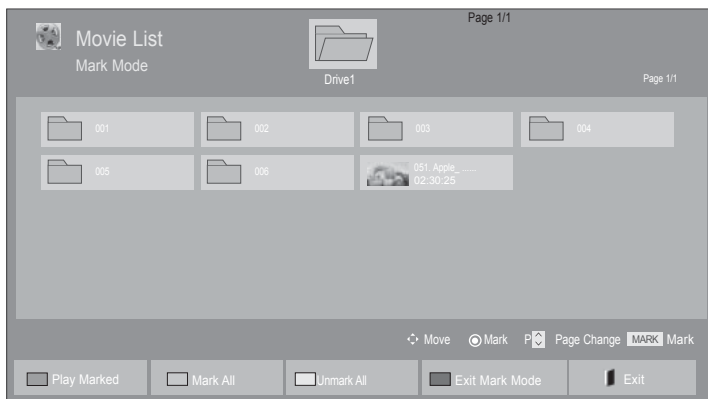 Page 1/1
Movie List
Mark Mode
Drive1
Page 1/1
001 002 003 004
005 006 051. Apple_ ......
02:30:25
Move Mark P Page Change MARK Mark
Play Marked Mark All Unmark All Exit Mark Mode Exit